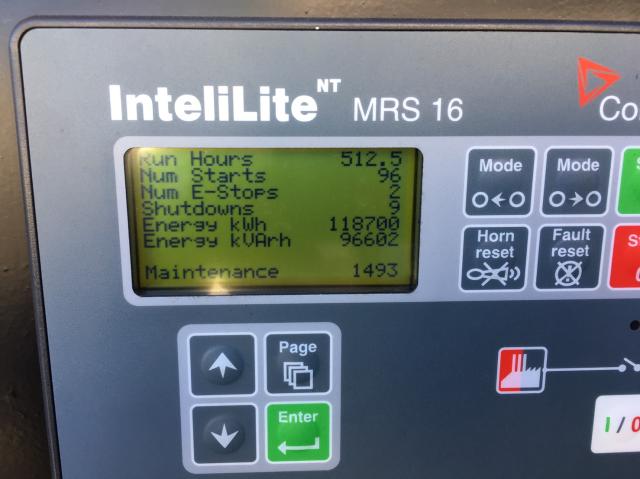 InteliLite NT MRS 16
Run Hours 512.5
Num Starts 96
Num E-Stops 2
Shutdowns 9
Energy kWh 118700
Energy kVArh 96602
Maintenance 1493
Mode Mode
Horn reset
Fault reset
Page
Enter
I / 0